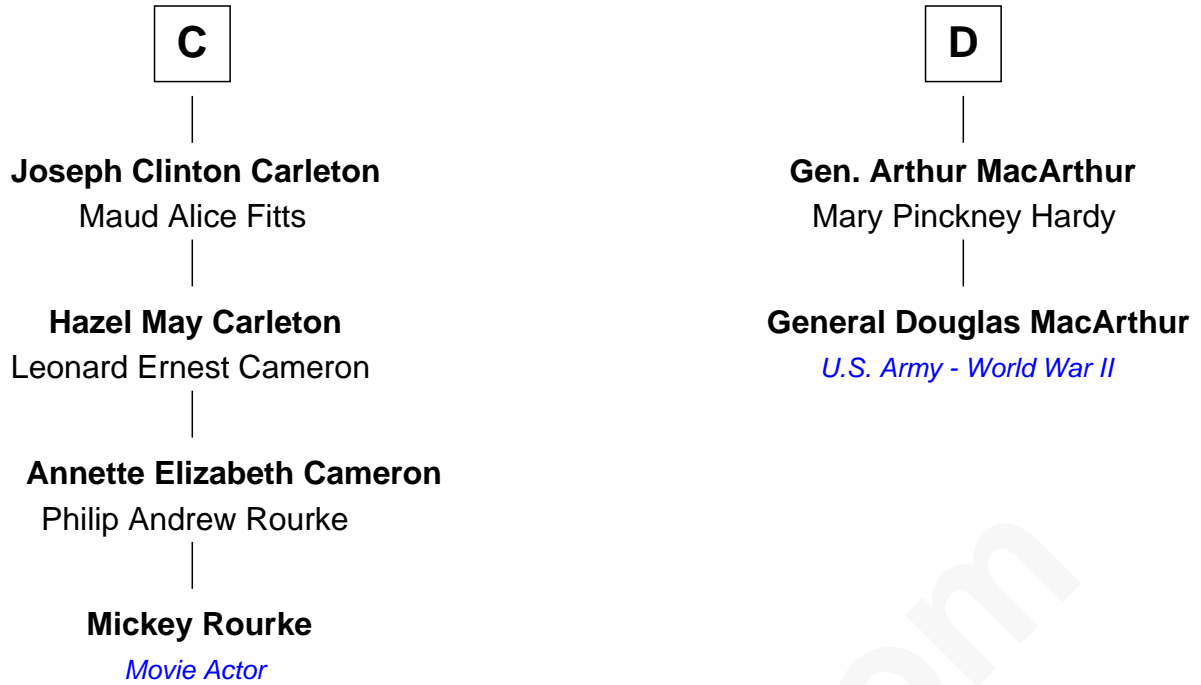 C
Joseph Clinton Carleton
Maud Alice Fitts
Hazel May Carleton
Leonard Ernest Cameron
Annette Elizabeth Cameron
Philip Andrew Rourke
Mickey Rourke
Movie Actor
D
Gen. Arthur MacArthur
Mary Pinckney Hardy
General Douglas MacArthur
U.S. Army - World War II
om